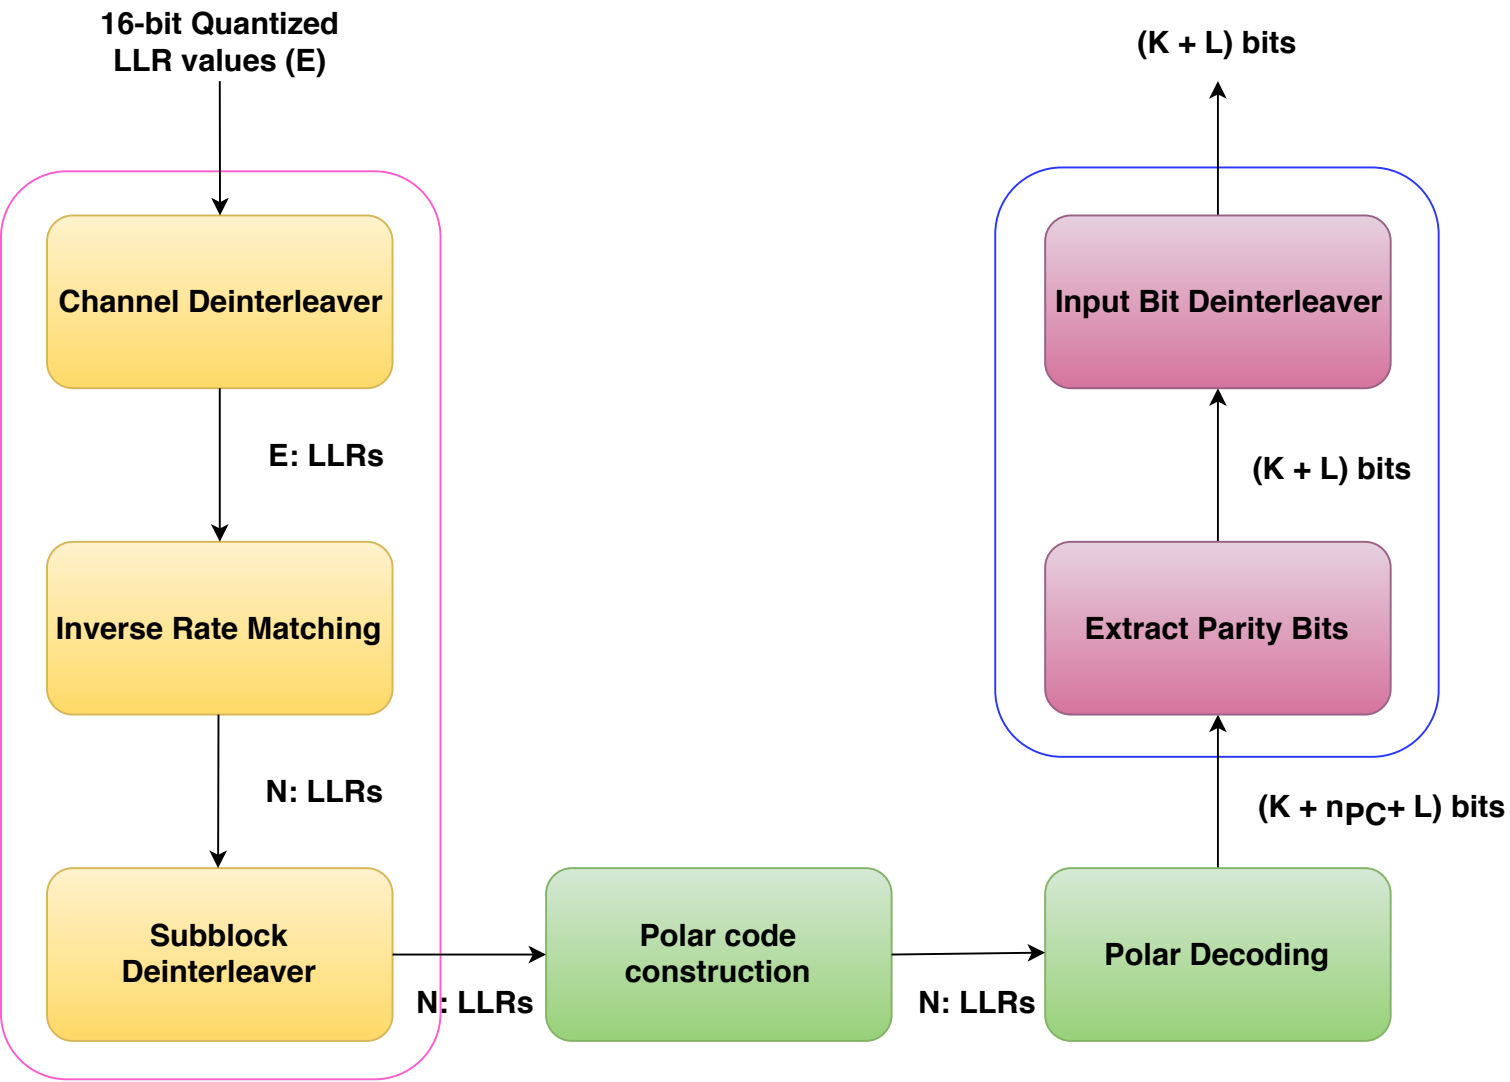 16-bit Quantized
LLR values (E)
Channel Deinterleaver
E: LLRs
Inverse Rate Matching
N: LLRs
Subblock
Deinterleaver
N: LLRs
Polar code
construction
N: LLRs
Polar Decoding
(K + nPC+ L) bits
Extract Parity Bits
(K + L) bits
Input Bit Deinterleaver
(K + L) bits